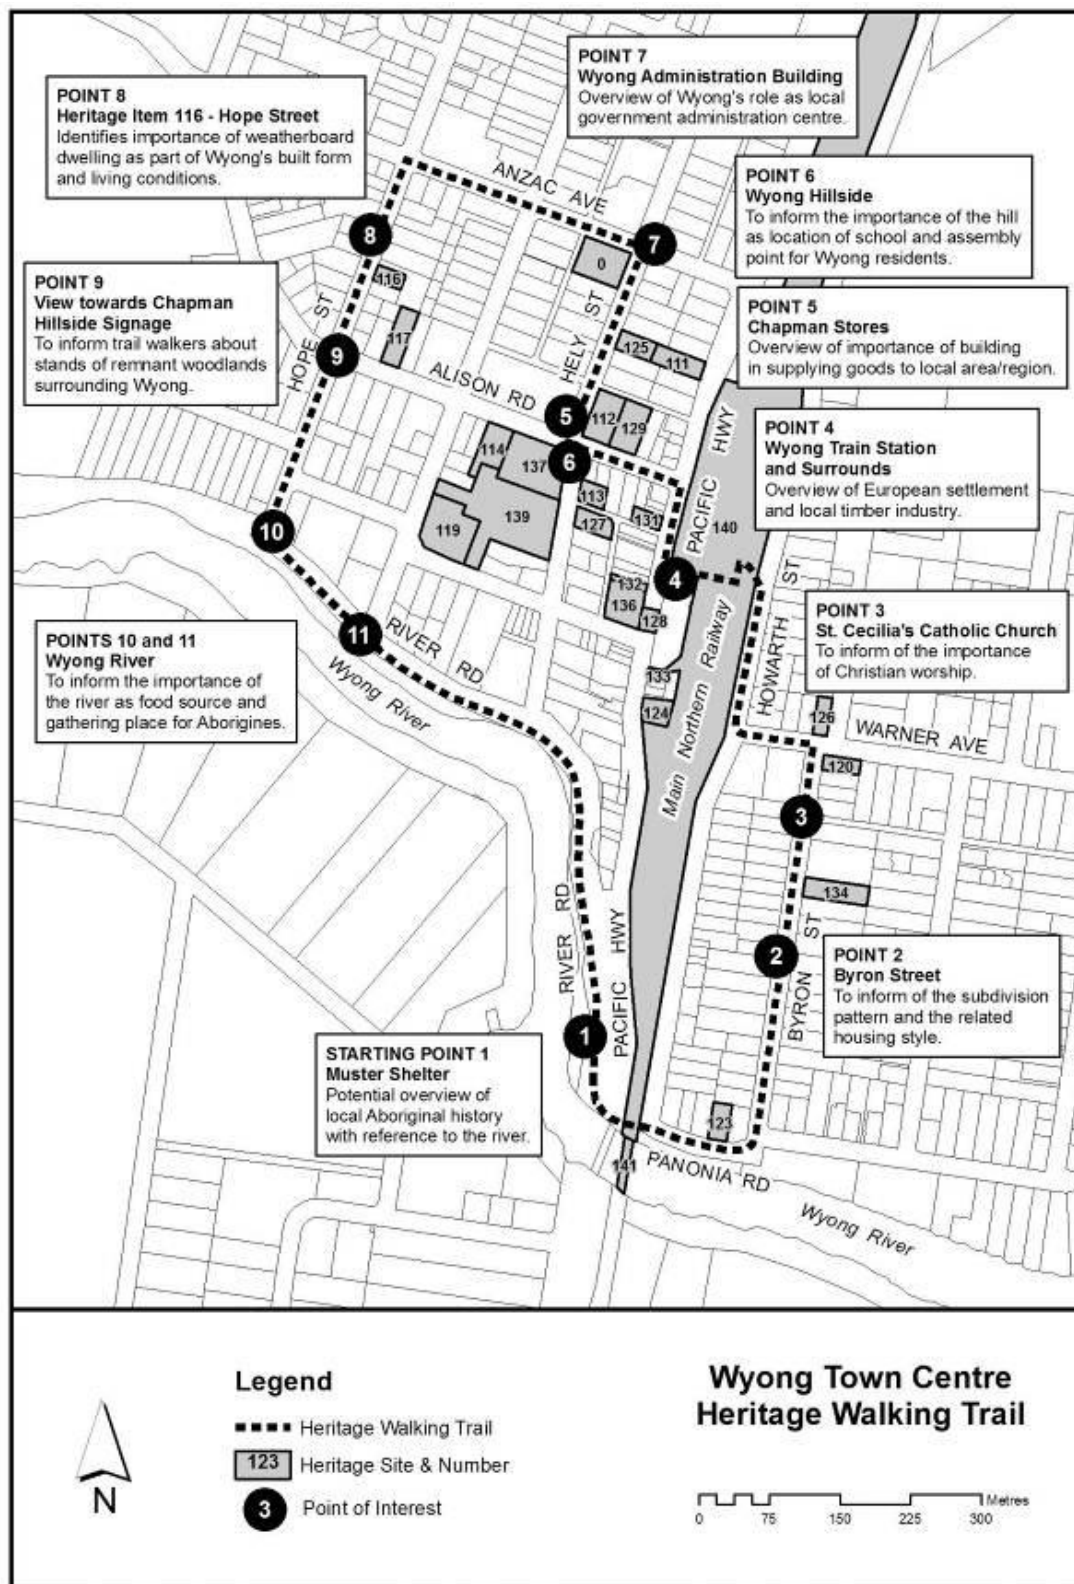 POINT 7
Wyong Administration Building
Overview of Wyong's role as local
government administration centre.
POINT 8
Heritage Item 116 - Hope Street
Identifies importance of weatherboard
dwelling as part of Wyong's built form
and living conditions.
ANZAC AVE
POINT 6
Wyong Hillside
To inform the importance of the hill
as location of school and assembly
point for Wyong residents.
8
7
0
116
POINT 9
View towards Chapman
Hillside Signage
To inform trail walkers about
stands of remnant woodlands
surrounding Wyong.
HOPE ST
9
117
HELY ST
125
111
POINT 5
Chapman Stores
Overview of importance of building
in supplying goods to local area/region.
ALISON RD
5
112
129
PACIFIC HWY
POINT 4
Wyong Train Station
and Surrounds
Overview of European settlement
and local timber industry.
114
137
6
113
139
119
127
131
140
10
4
132
136
128
HOWARTH ST
POINT 3
St. Cecilia's Catholic Church
To inform of the importance
of Christian worship.
POINTS 10 and 11
Wyong River
To inform the importance of
the river as food source and
gathering place for Aborigines.
11
RIVER RD
Wyong River
133
124
Main Northern Railway
126
WARNER AVE
120
3
134
RIVER RD
PACIFIC HWY
2
BYRON ST
POINT 2
Byron Street
To inform of the subdivision
pattern and the related
housing style.
1
STARTING POINT 1
Muster Shelter
Potential overview of
local Aboriginal history
with reference to the river.
123
141
PANONIA RD
Wyong River
Legend
Heritage Walking Trail
123 Heritage Site & Number
3 Point of Interest
N
Wyong Town Centre
Heritage Walking Trail
Metres
0 75 150 225 300